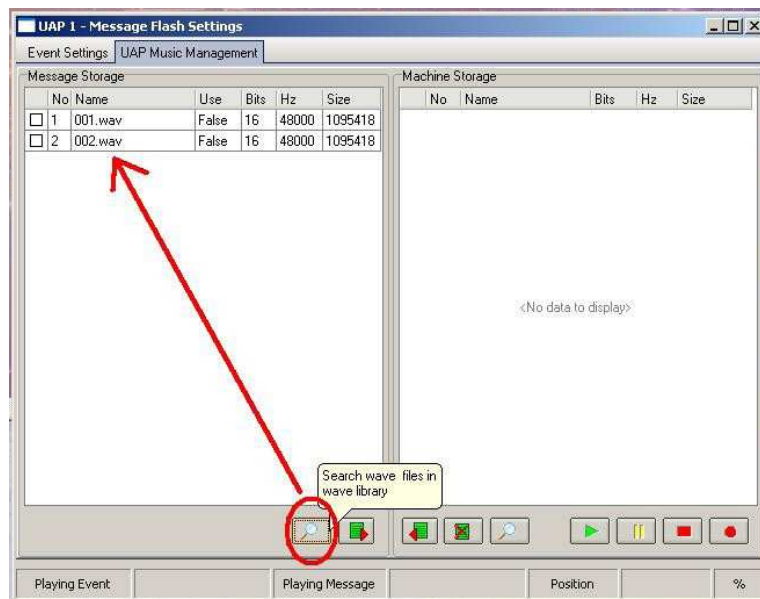 UAP 1 - Message Flash Settings
Event Settings UAP Music Management
Message Storage
No Name Use Bits Hz Size
1 001.wav False 16 48000 1095418
2 002.wav False 16 48000 1095418
Machine Storage
No Name Bits Hz Size
<No data to display>
Search wave files in
wave library
Playing Event Playing Message Position %